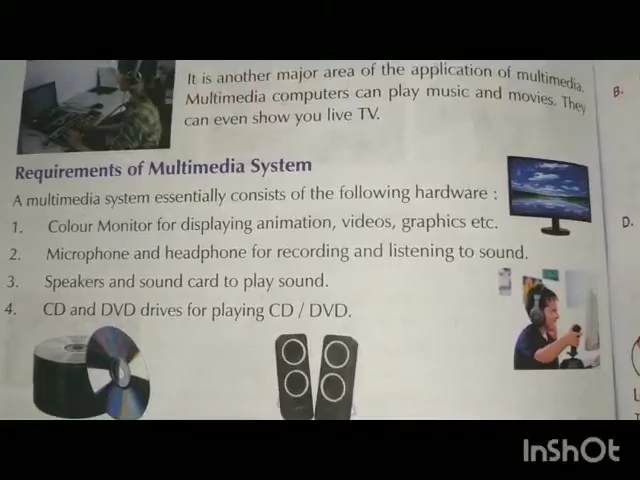 It is another major area of the application of multimedia.
Multimedia computers can play music and movies. They
can even show you live TV.
Requirements of Multimedia System
A multimedia system essentially consists of the following hardware :
1. Colour Monitor for displaying animation, videos, graphics etc.
2. Microphone and headphone for recording and listening to sound.
3. Speakers and sound card to play sound.
4. CD and DVD drives for playing CD / DVD.
B.
D.
InShOt